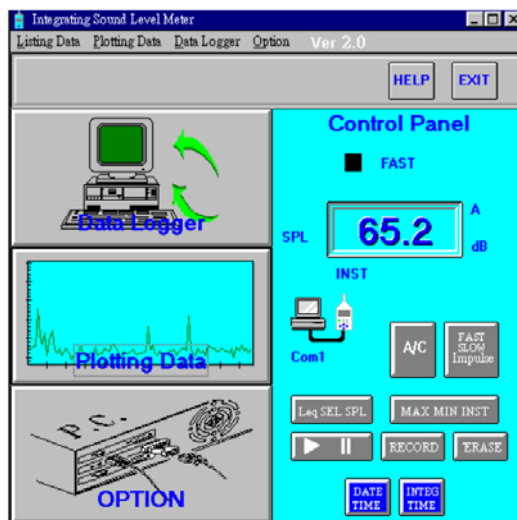 Integrating Sound Level Meter
Listing Data Plotting Data Data Logger Option Ver 2.0
HELP EXIT
Data Logger
Plotting Data
P.C.
OPTION
Control Panel
FAST
SPL 65.2 A dB
INST
Com1
A/C
FAST
SLOW
Impulse
Leq SEL SPL
MAX MIN INST
RECORD
ERASE
DATE
TIME
INTEG
TIME